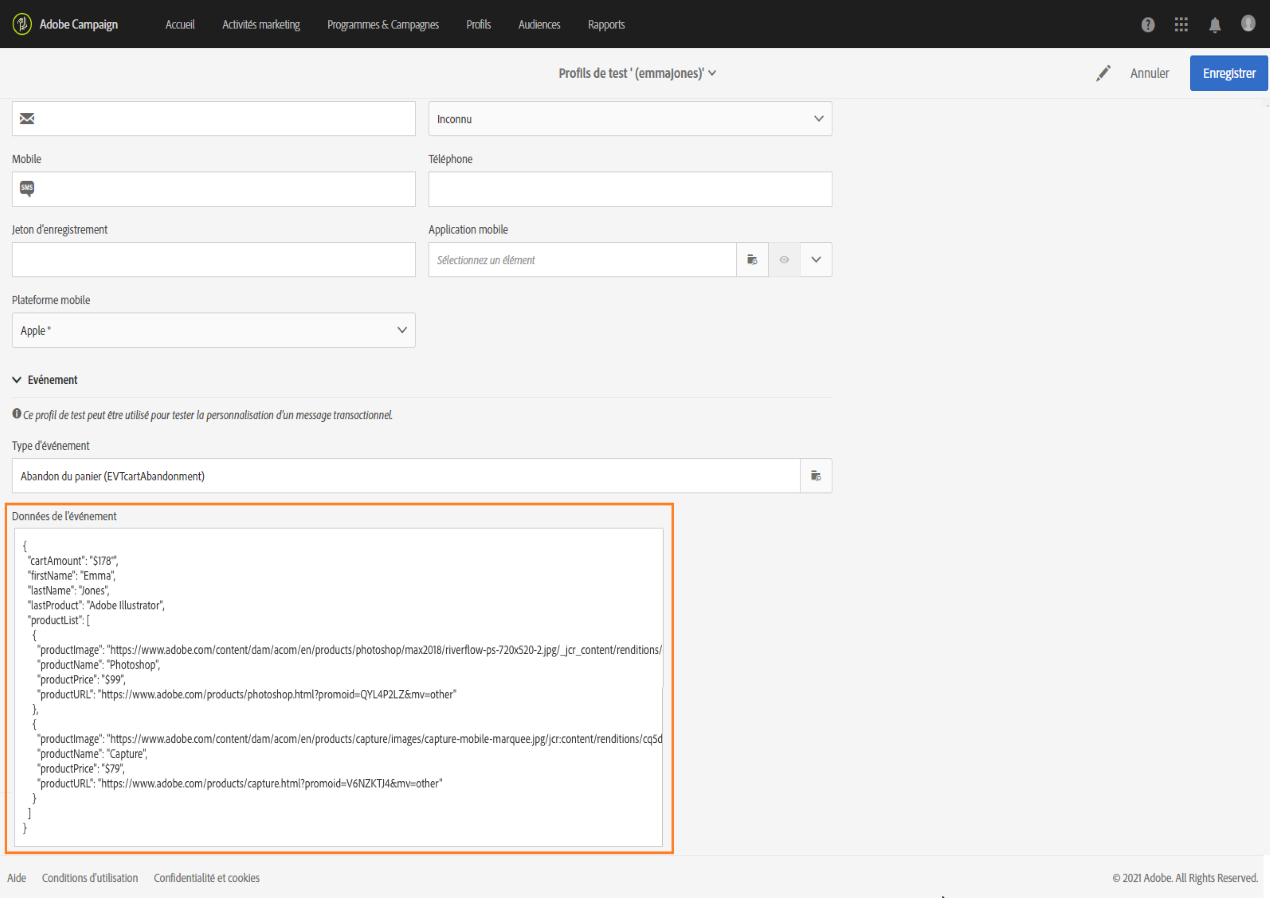 Adobe Campaign
Accueil
Activités marketing
Programmes & Campagnes
Profils
Audiences
Rapports
Profils de test ' (emmajones)'
Annuler
Enregistrer
Inconnu
Mobile
Téléphone
SMS
Jeton d'enregistrement
Application mobile
Sélectionnez un élément
Plateforme mobile
Apple *
Evénement
Ce profil de test peut être utilisé pour tester la personnalisation d'un message transactionnel.
Type d'événement
Abandon du panier (EVTcartAbandonment)
Données de l'événement
{
"cartAmount": "$178"",
"firstName": "Emma",
"lastName": "Jones",
"lastProduct": "Adobe Illustrator",
"productList": [
{
"productImage": "https://www.adobe.com/content/dam/acom/en/products/photoshop/max2018/riverflow-ps-720x520-2.jpg/_jcr_content/renditions/
"productName": "Photoshop",
"productPrice": "$99",
"productURL": "https://www.adobe.com/products/photoshop.html?promoid=QYL4P2LZ&mv=other"
},
{
"productImage": "https://www.adobe.com/content/dam/acom/en/products/capture/images/capture-mobile-marquee.jpg/jcr:content/renditions/cq5d
"productName": "Capture",
"productPrice": "$79",
"productURL": "https://www.adobe.com/products/capture.html?promoid=V6NZKTJ4&mv=other"
}
]
}
Aide
Conditions d'utilisation
Confidentialité et cookies
© 2021 Adobe. All Rights Reserved.